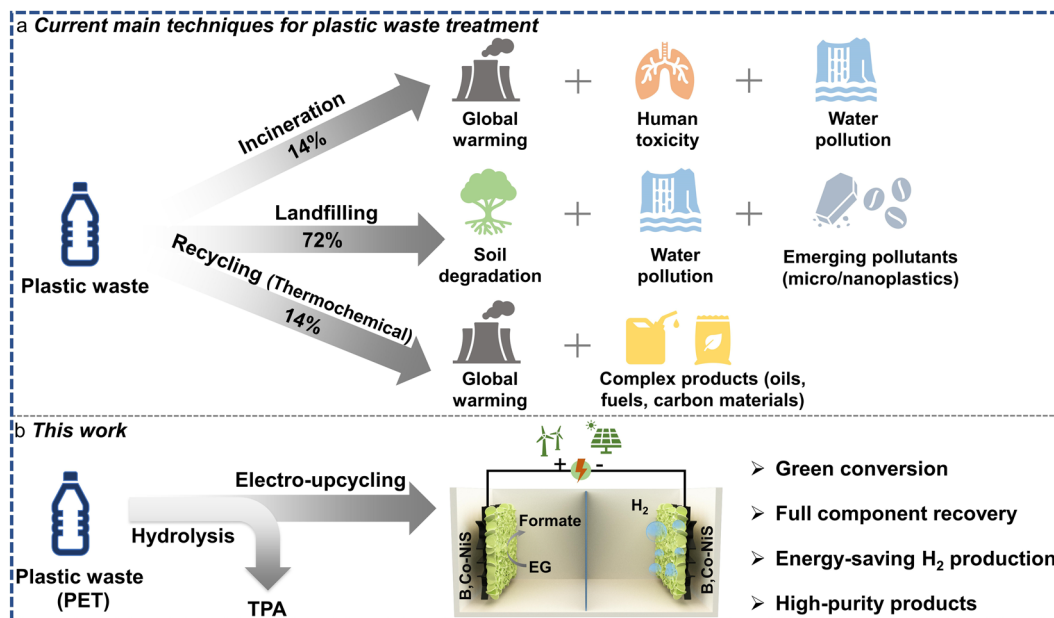 a Current main techniques for plastic waste treatment
Incineration
14%
Global
warming
+
Human
toxicity
+
Water
pollution
Plastic waste
Landfilling
72%
Soil
degradation
+
Water
pollution
+
Emerging pollutants
(micro/nanoplastics)
Recycling (Thermochemical)
14%
Global
warming
+
Complex products (oils,
fuels, carbon materials)
b This work
Plastic waste
(PET)
Hydrolysis
TPA
Electro-upcycling
+ -
B,Co-NiS
Formate
EG
H₂
B,Co-NiS
➢ Green conversion
➢ Full component recovery
➢ Energy-saving H₂ production
➢ High-purity products